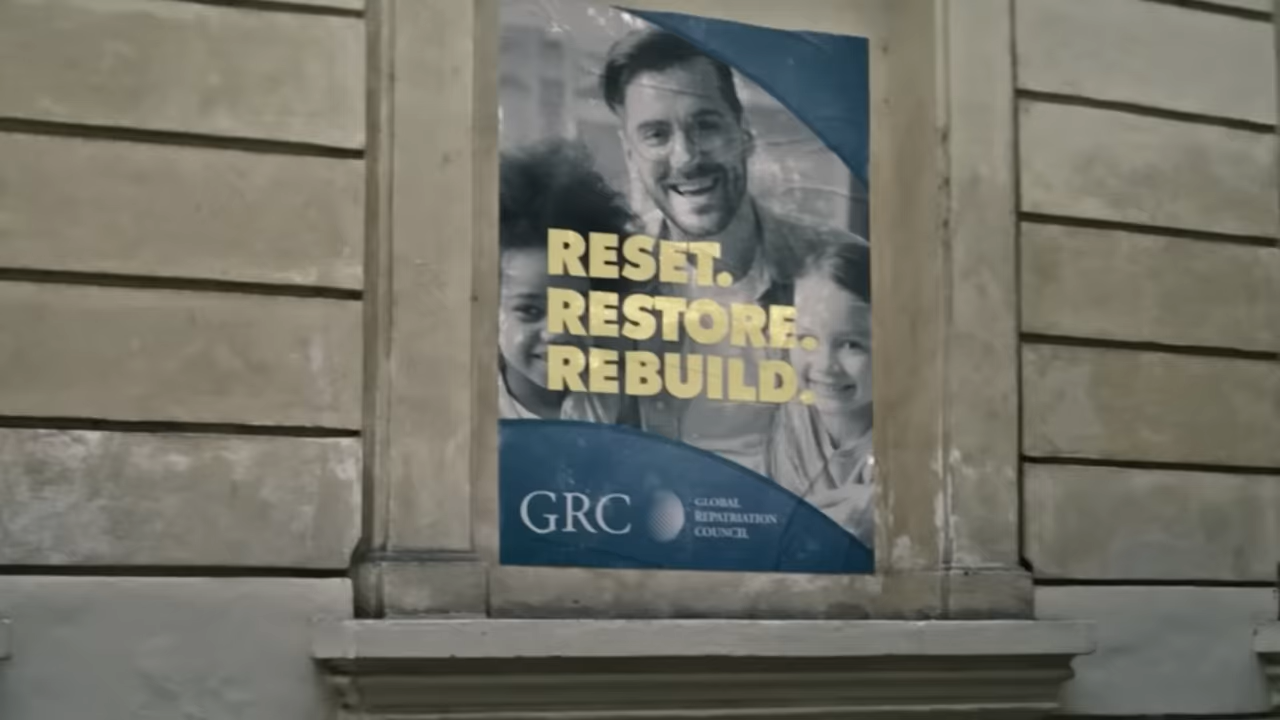 RESET.
RESTORE.
REBUILD.
GRC
GLOBAL
REPATRIATION
COUNCIL